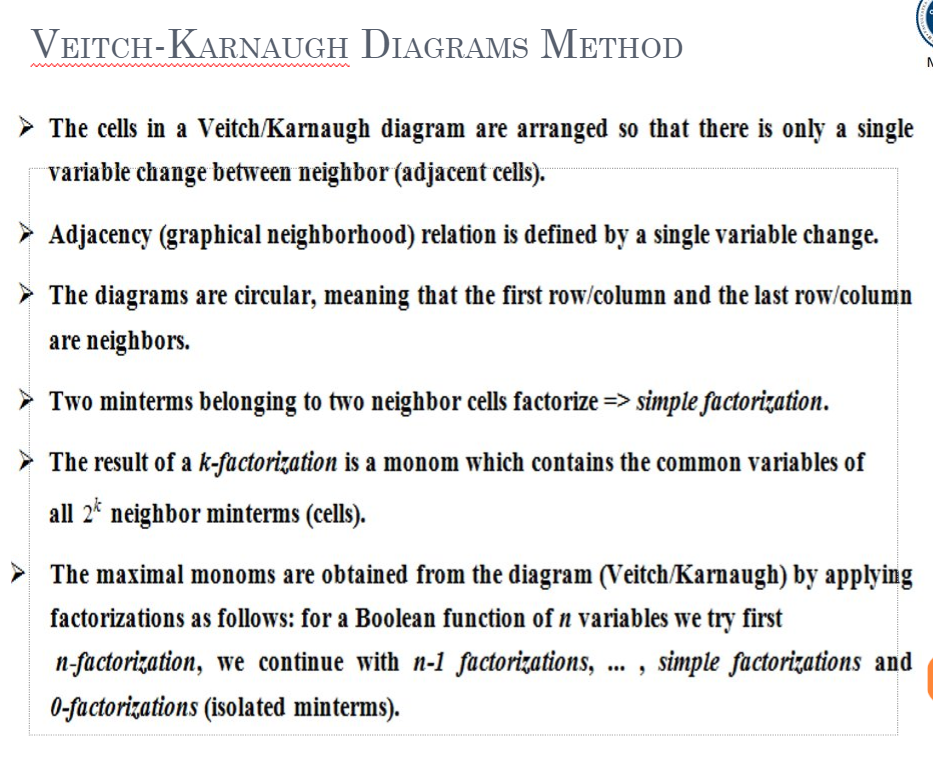 VEITCH-KARNAUGH DIAGRAMS METHOD
➢ The cells in a Veitch/Karnaugh diagram are arranged so that there is only a single
variable change between neighbor (adjacent cells).
➢ Adjacency (graphical neighborhood) relation is defined by a single variable change.
➢ The diagrams are circular, meaning that the first row/column and the last row/column
are neighbors.
➢ Two minterms belonging to two neighbor cells factorize => simple factorization.
➢ The result of a k-factorization is a monom which contains the common variables of
all 2^k neighbor minterms (cells).
➢ The maximal monoms are obtained from the diagram (Veitch/Karnaugh) by applying
factorizations as follows: for a Boolean function of n variables we try first
n-factorization, we continue with n-1 factorizations, ... , simple factorizations and
0-factorizations (isolated minterms).